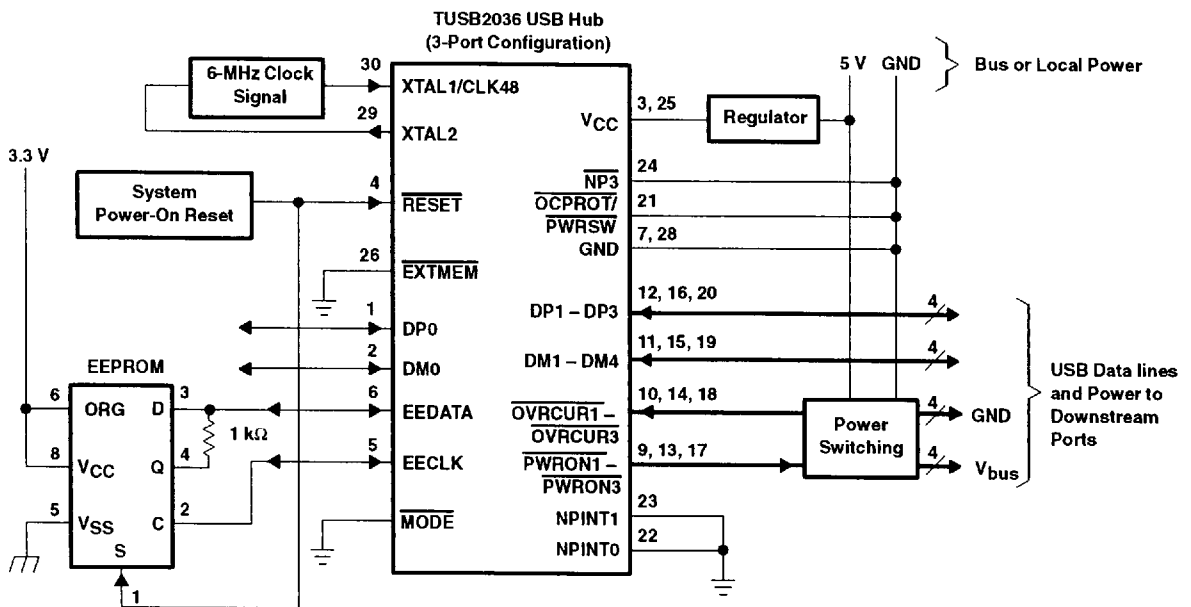 TUSB2036 USB Hub
(3-Port Configuration)
5 V GND
Bus or Local Power
6-MHz Clock
Signal
30
XTAL1/CLK48
29
XTAL2
3, 25
VCC
Regulator
3.3 V
System
Power-On Reset
4
RESET
24
NP3
21
OCPROT/
PWRSW
7, 28
GND
26
EXTMEM
1
DP0
12, 16, 20
DP1 – DP3
4
2
DM0
11, 15, 19
DM1 – DM4
4
USB Data lines
and Power to
Downstream
Ports
EEPROM
6
ORG
D
3
1 kΩ
8
VCC
Q
4
5
VSS
C
2
S
1
6
EEDATA
10, 14, 18
OVRCUR1 –
OVRCUR3
Power
Switching
4
GND
5
EECLK
9, 13, 17
PWRON1 –
PWRON3
4
Vbus
MODE
23
NPINT1
22
NPINT0